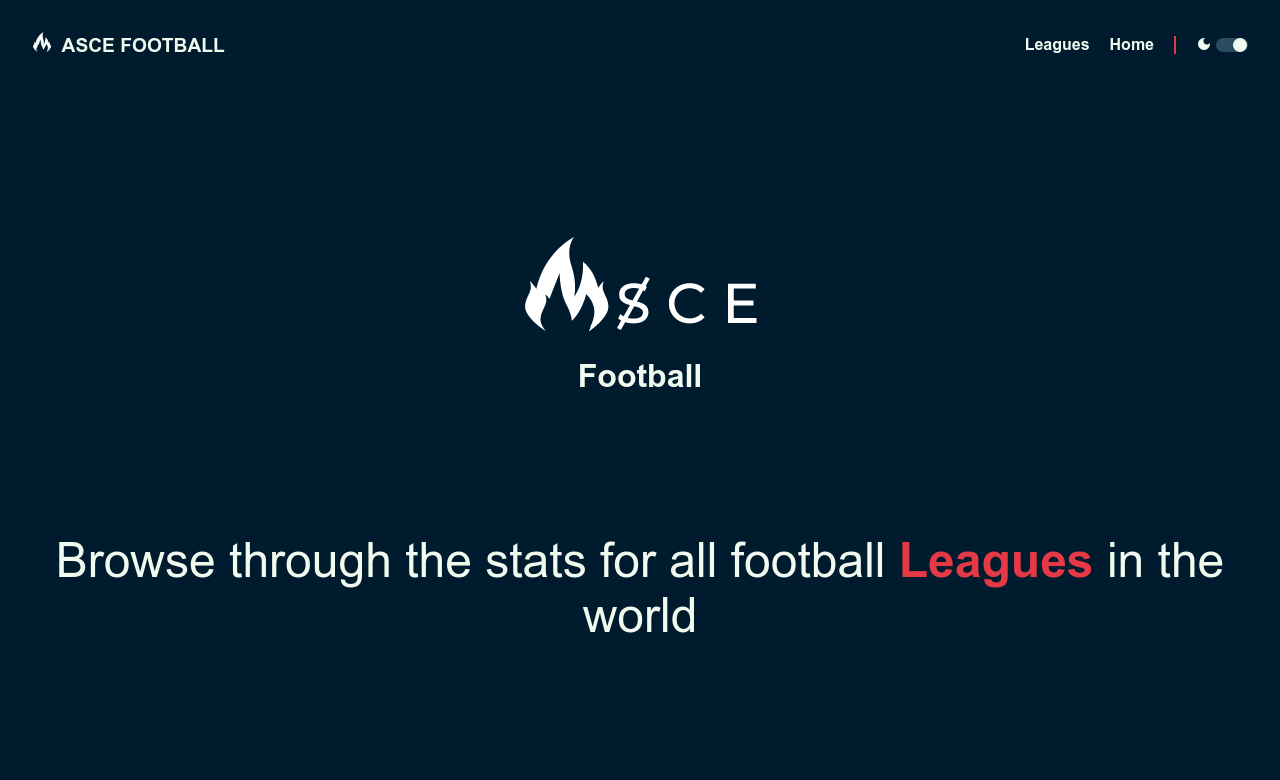 ASCE FOOTBALL
Leagues
Home
SCE
Football
Browse through the stats for all football Leagues in the
world